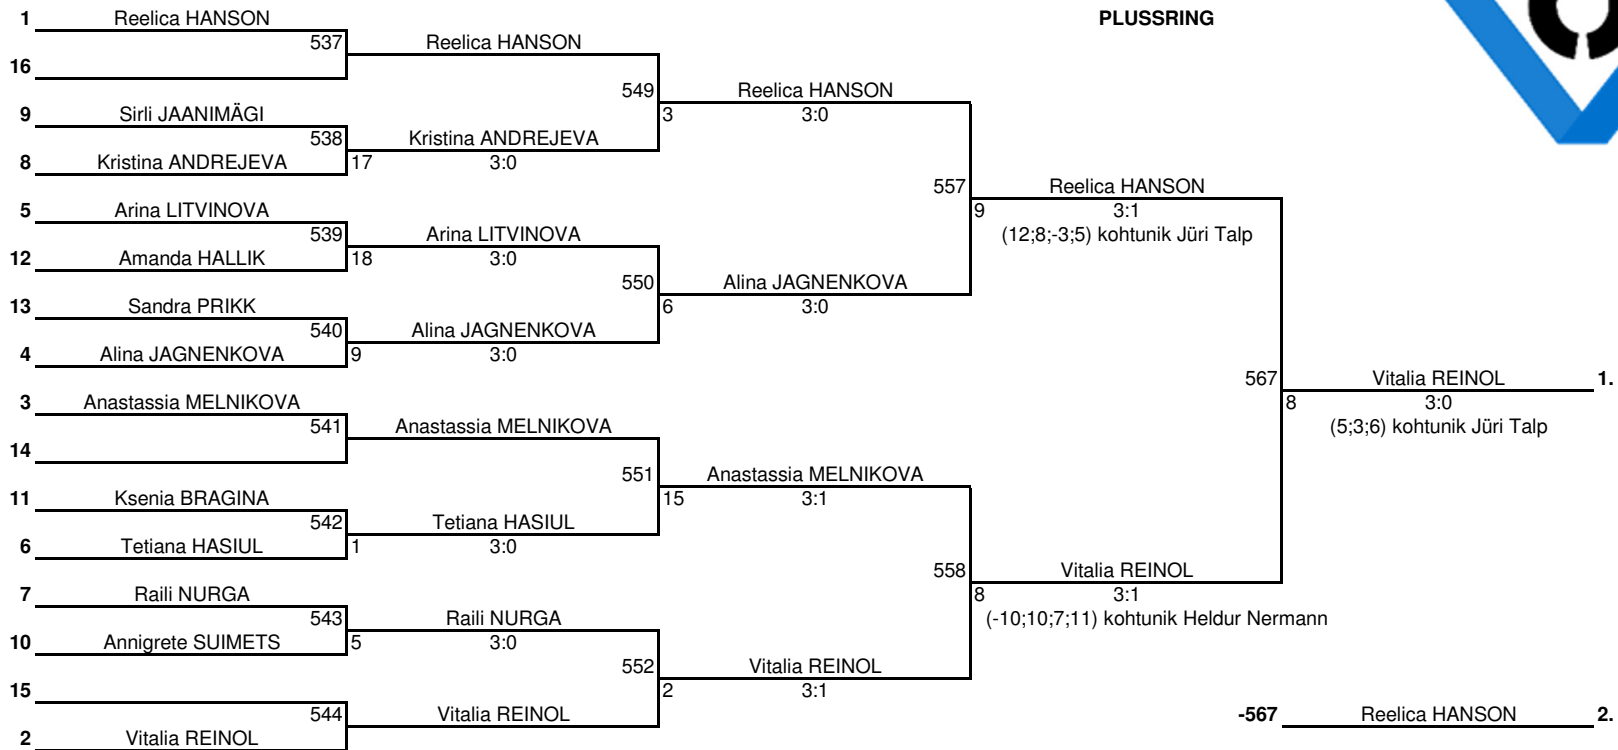 1 Reelica HANSON PLUSSRING
537 Reelica HANSON
16
549 Reelica HANSON
9 Sirli JAANIMÄGI 3 3:0
538 Kristina ANDREJEVA
8 Kristina ANDREJEVA 17 3:0
557 Reelica HANSON
5 Arina LITVINOVA 9 3:1
539 Arina LITVINOVA (12;8;-3;5) kohtunik Jüri Talp
12 Amanda HALLIK 18 3:0
550 Alina JAGNENKOVA
13 Sandra PRIKK 6 3:0
540 Alina JAGNENKOVA
4 Alina JAGNENKOVA 9 3:0
567 Vitalia REINOL 1.
3 Anastassia MELNIKOVA 8 3:0
541 Anastassia MELNIKOVA (5;3;6) kohtunik Jüri Talp
14
551 Anastassia MELNIKOVA
11 Ksenia BRAGINA 15 3:1
542 Tetiana HASIUL
6 Tetiana HASIUL 1 3:0
558 Vitalia REINOL
7 Raili NURGA 8 3:1
543 Raili NURGA (-10;10;7;11) kohtunik Heldur Nermann
10 Annigrete SUIMETS 5 3:0
552 Vitalia REINOL
15 2 3:1
544 Vitalia REINOL -567 Reelica HANSON 2.
2 Vitalia REINOL